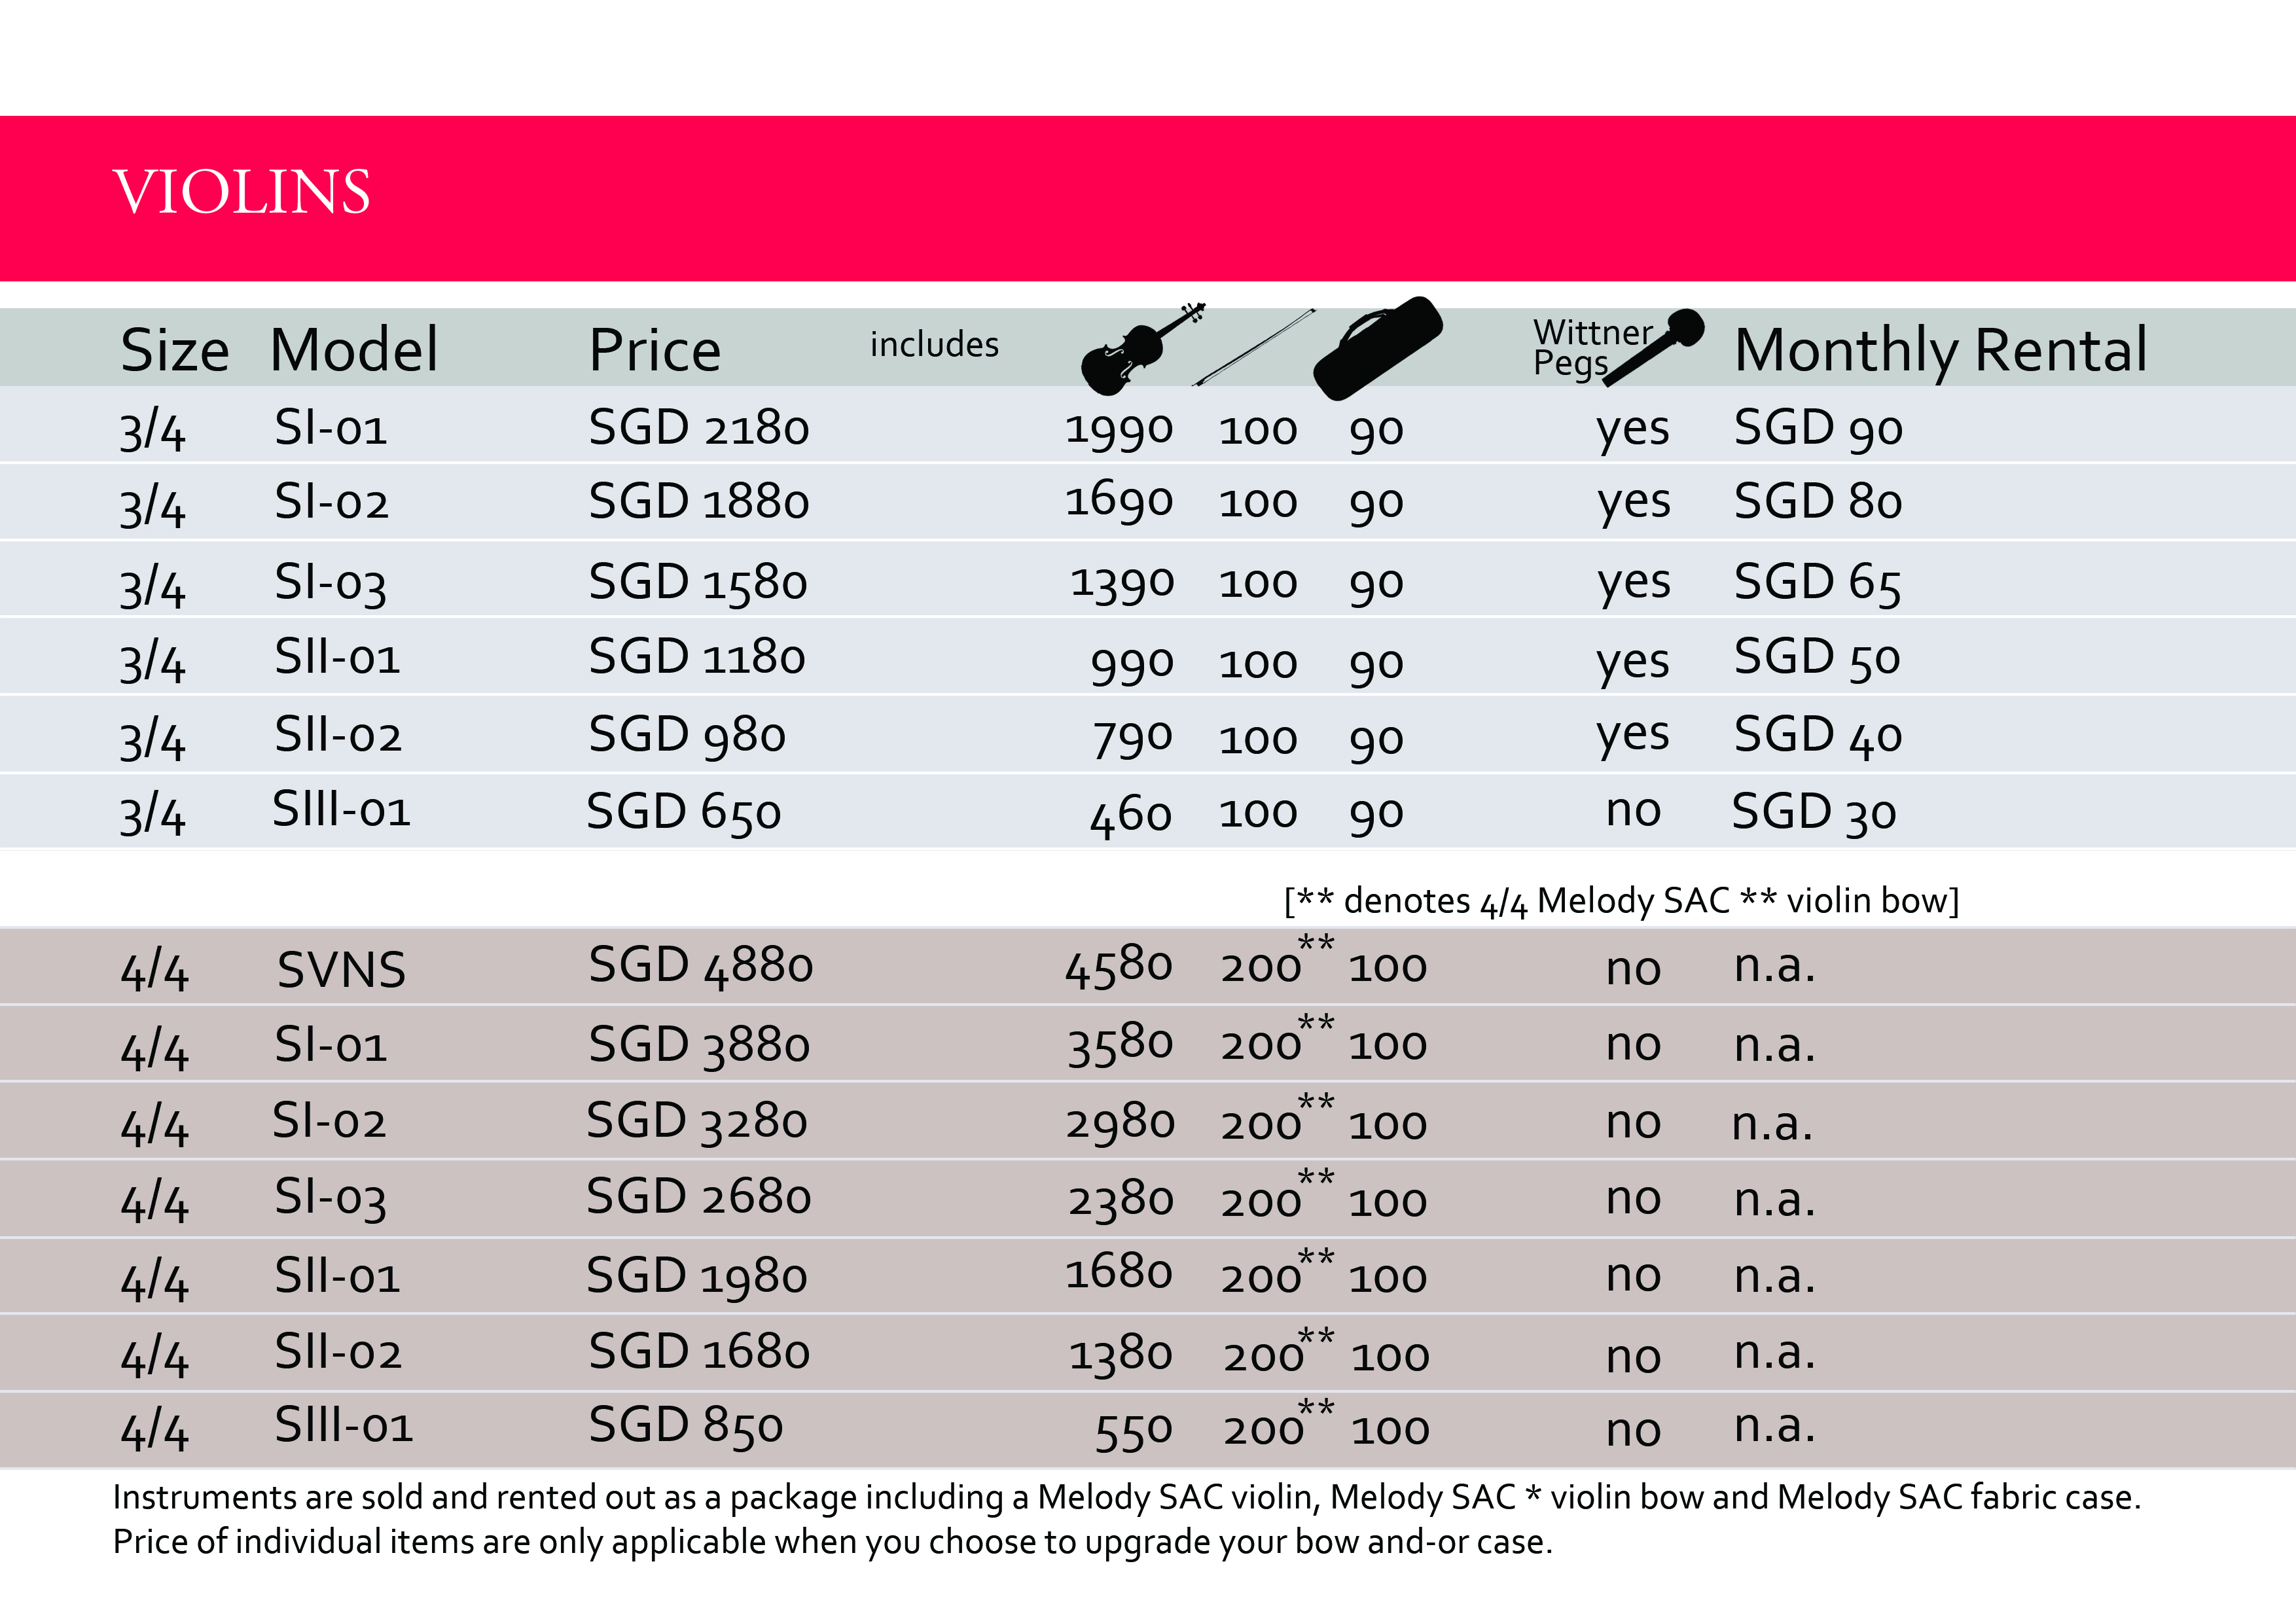 VIOLINS
Size Model Price includes Wittner Pegs Monthly Rental
3/4 SI-01 SGD 2180 1990 100 90 yes SGD 90
3/4 SI-02 SGD 1880 1690 100 90 yes SGD 80
3/4 SI-03 SGD 1580 1390 100 90 yes SGD 65
3/4 SII-01 SGD 1180 990 100 90 yes SGD 50
3/4 SII-02 SGD 980 790 100 90 yes SGD 40
3/4 SIII-01 SGD 650 460 100 90 no SGD 30
[** denotes 4/4 Melody SAC ** violin bow]
4/4 SVNS SGD 4880 4580 200** 100 no n.a.
4/4 SI-01 SGD 3880 3580 200** 100 no n.a.
4/4 SI-02 SGD 3280 2980 200** 100 no n.a.
4/4 SI-03 SGD 2680 2380 200** 100 no n.a.
4/4 SII-01 SGD 1980 1680 200** 100 no n.a.
4/4 SII-02 SGD 1680 1380 200** 100 no n.a.
4/4 SIII-01 SGD 850 550 200** 100 no n.a.
Instruments are sold and rented out as a package including a Melody SAC violin, Melody SAC * violin bow and Melody SAC fabric case.
Price of individual items are only applicable when you choose to upgrade your bow and-or case.